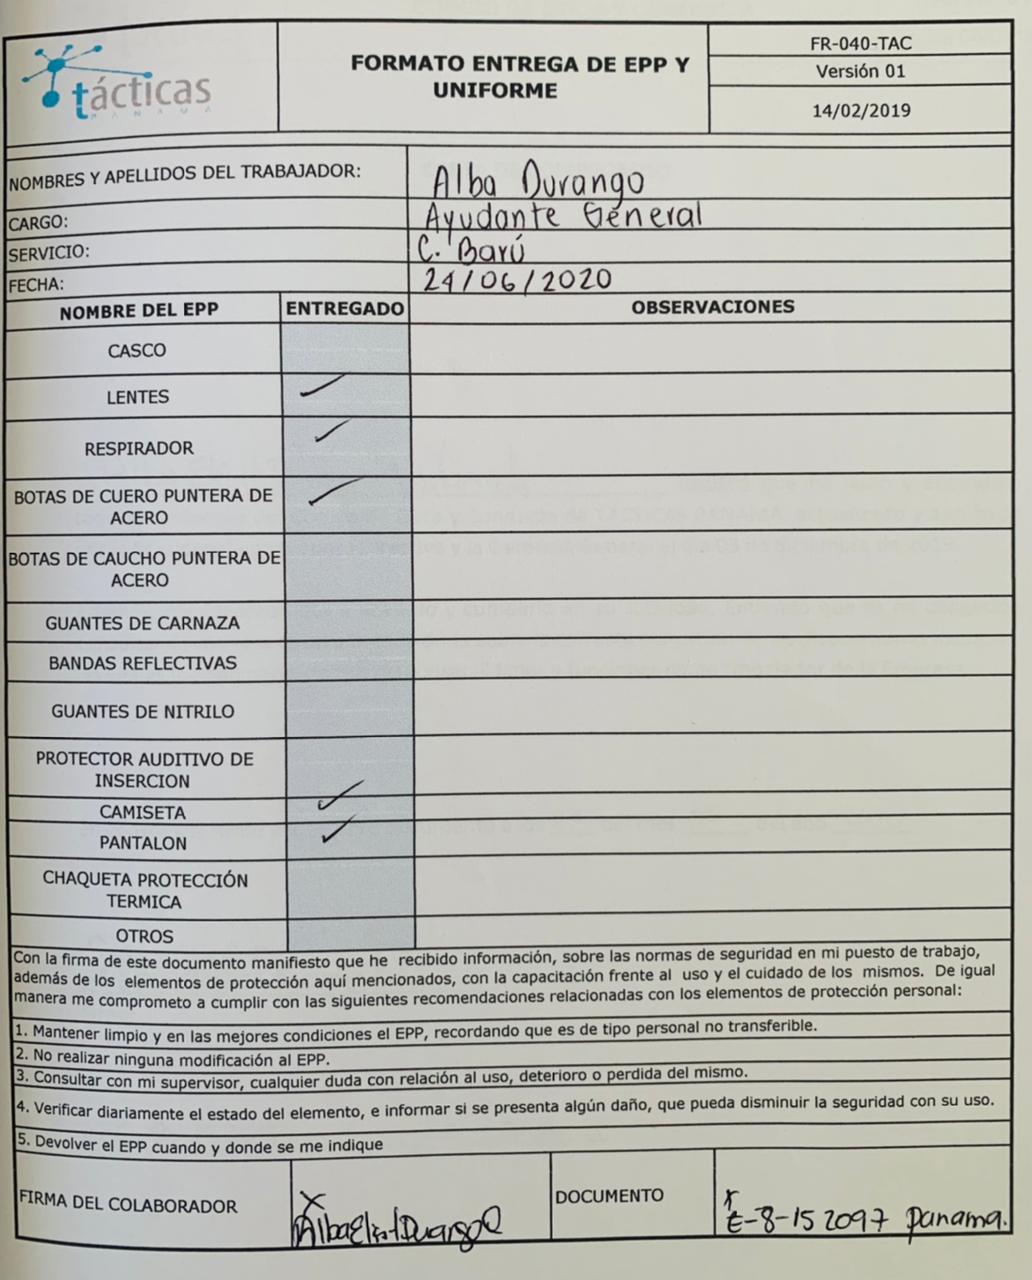 tácticas
PANAMÁ
FORMATO ENTREGA DE EPP Y
UNIFORME
FR-040-TAC
Versión 01
14/02/2019
NOMBRES Y APELLIDOS DEL TRABAJADOR: Alba Durango
CARGO: Ayudante General
SERVICIO: C. Barú
FECHA: 24/06/2020
NOMBRE DEL EPP ENTREGADO OBSERVACIONES
CASCO
LENTES ✓
RESPIRADOR ✓
BOTAS DE CUERO PUNTERA DE
ACERO ✓
BOTAS DE CAUCHO PUNTERA DE
ACERO
GUANTES DE CARNAZA
BANDAS REFLECTIVAS
GUANTES DE NITRILO
PROTECTOR AUDITIVO DE
INSERCION
CAMISETA ✓
PANTALON ✓
CHAQUETA PROTECCIÓN
TERMICA
OTROS
Con la firma de este documento manifiesto que he recibido información, sobre las normas de seguridad en mi puesto de trabajo,
además de los elementos de protección aquí mencionados, con la capacitación frente al uso y el cuidado de los mismos. De igual
manera me comprometo a cumplir con las siguientes recomendaciones relacionadas con los elementos de protección personal:
1. Mantener limpio y en las mejores condiciones el EPP, recordando que es de tipo personal no transferible.
2. No realizar ninguna modificación al EPP.
3. Consultar con mi supervisor, cualquier duda con relación al uso, deterioro o perdida del mismo.
4. Verificar diariamente el estado del elemento, e informar si se presenta algún daño, que pueda disminuir la seguridad con su uso.
5. Devolver el EPP cuando y donde se me indique
FIRMA DEL COLABORADOR
X
DOCUMENTO
E-8-152097 Panama.